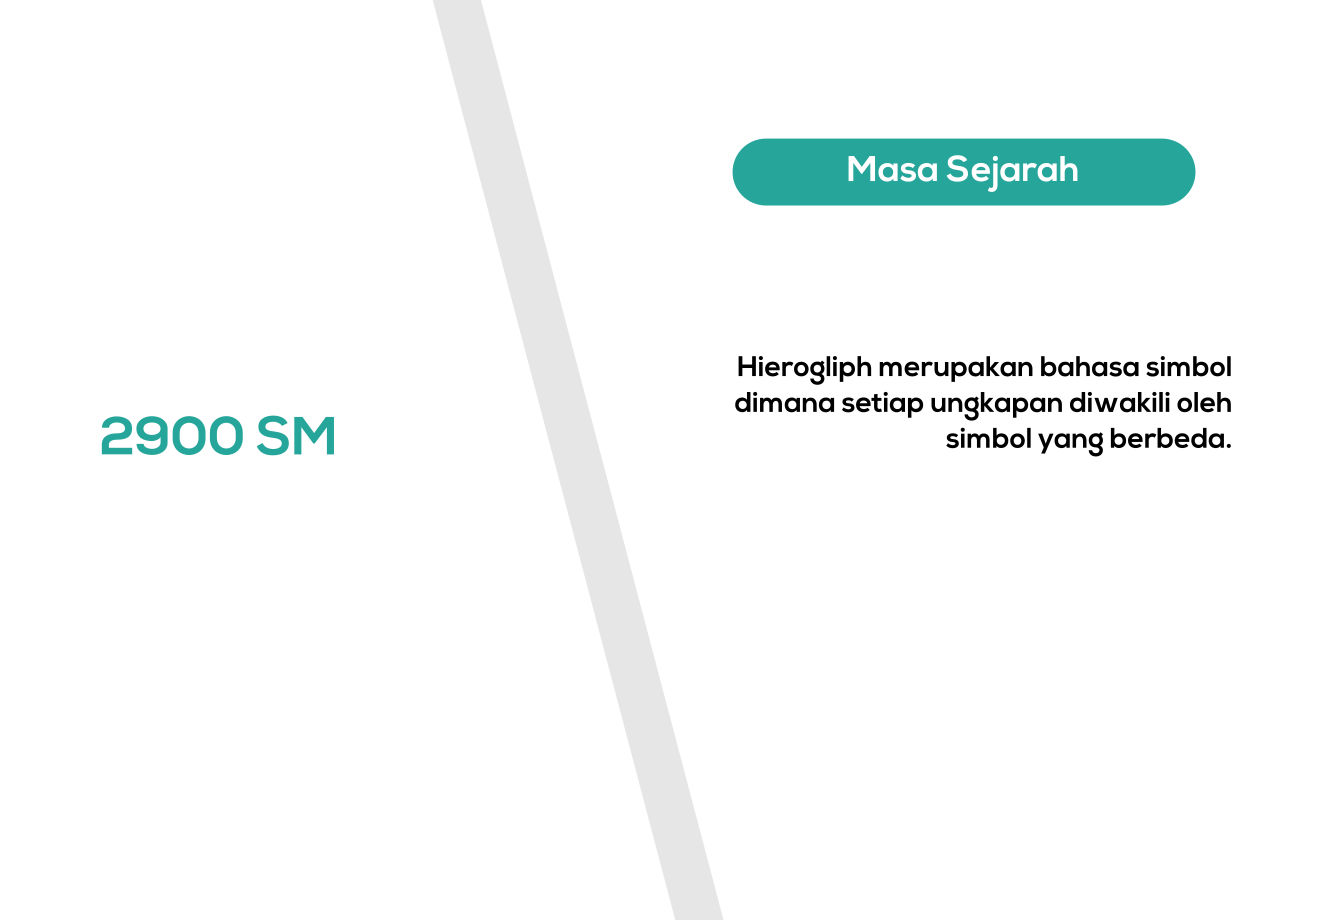 Masa Sejarah
2900 SM
Hierogliph merupakan bahasa simbol
dimana setiap ungkapan diwakili oleh
simbol yang berbeda.